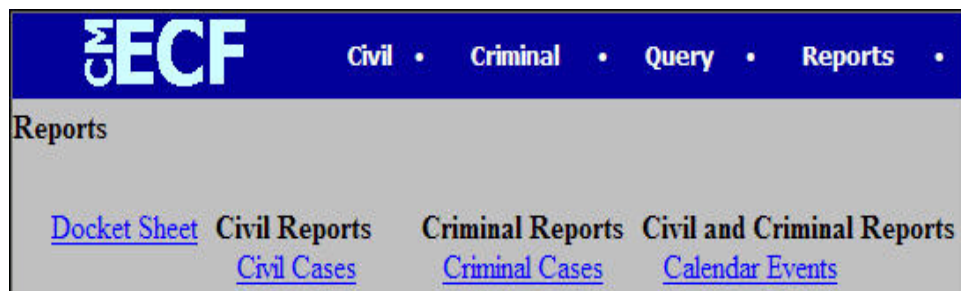 CM ECF Civil • Criminal • Query • Reports •
Reports
Docket Sheet Civil Reports Criminal Reports Civil and Criminal Reports
Civil Cases Criminal Cases Calendar Events